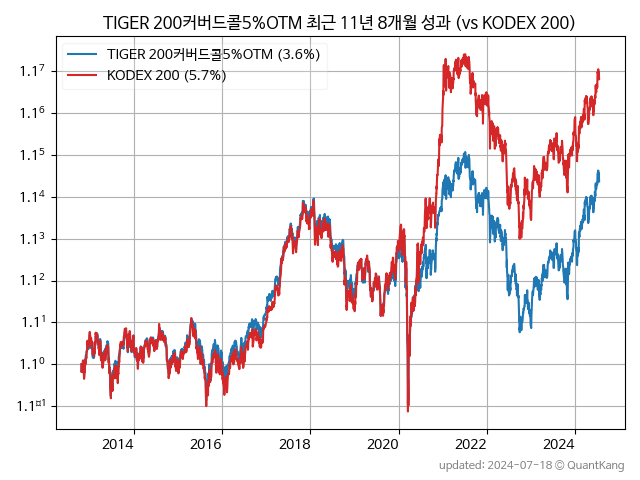 TIGER 200커버드콜5%OTM 최근 11년 8개월 성과 (vs KODEX 200)
TIGER 200커버드콜5%OTM (3.6%)
KODEX 200 (5.7%)
1.1⁷
1.1⁶
1.1⁵
1.1⁴
1.1³
1.1²
1.1¹
1.1⁰
1.1¤¹
2014 2016 2018 2020 2022 2024
updated: 2024-07-18 © QuantKang